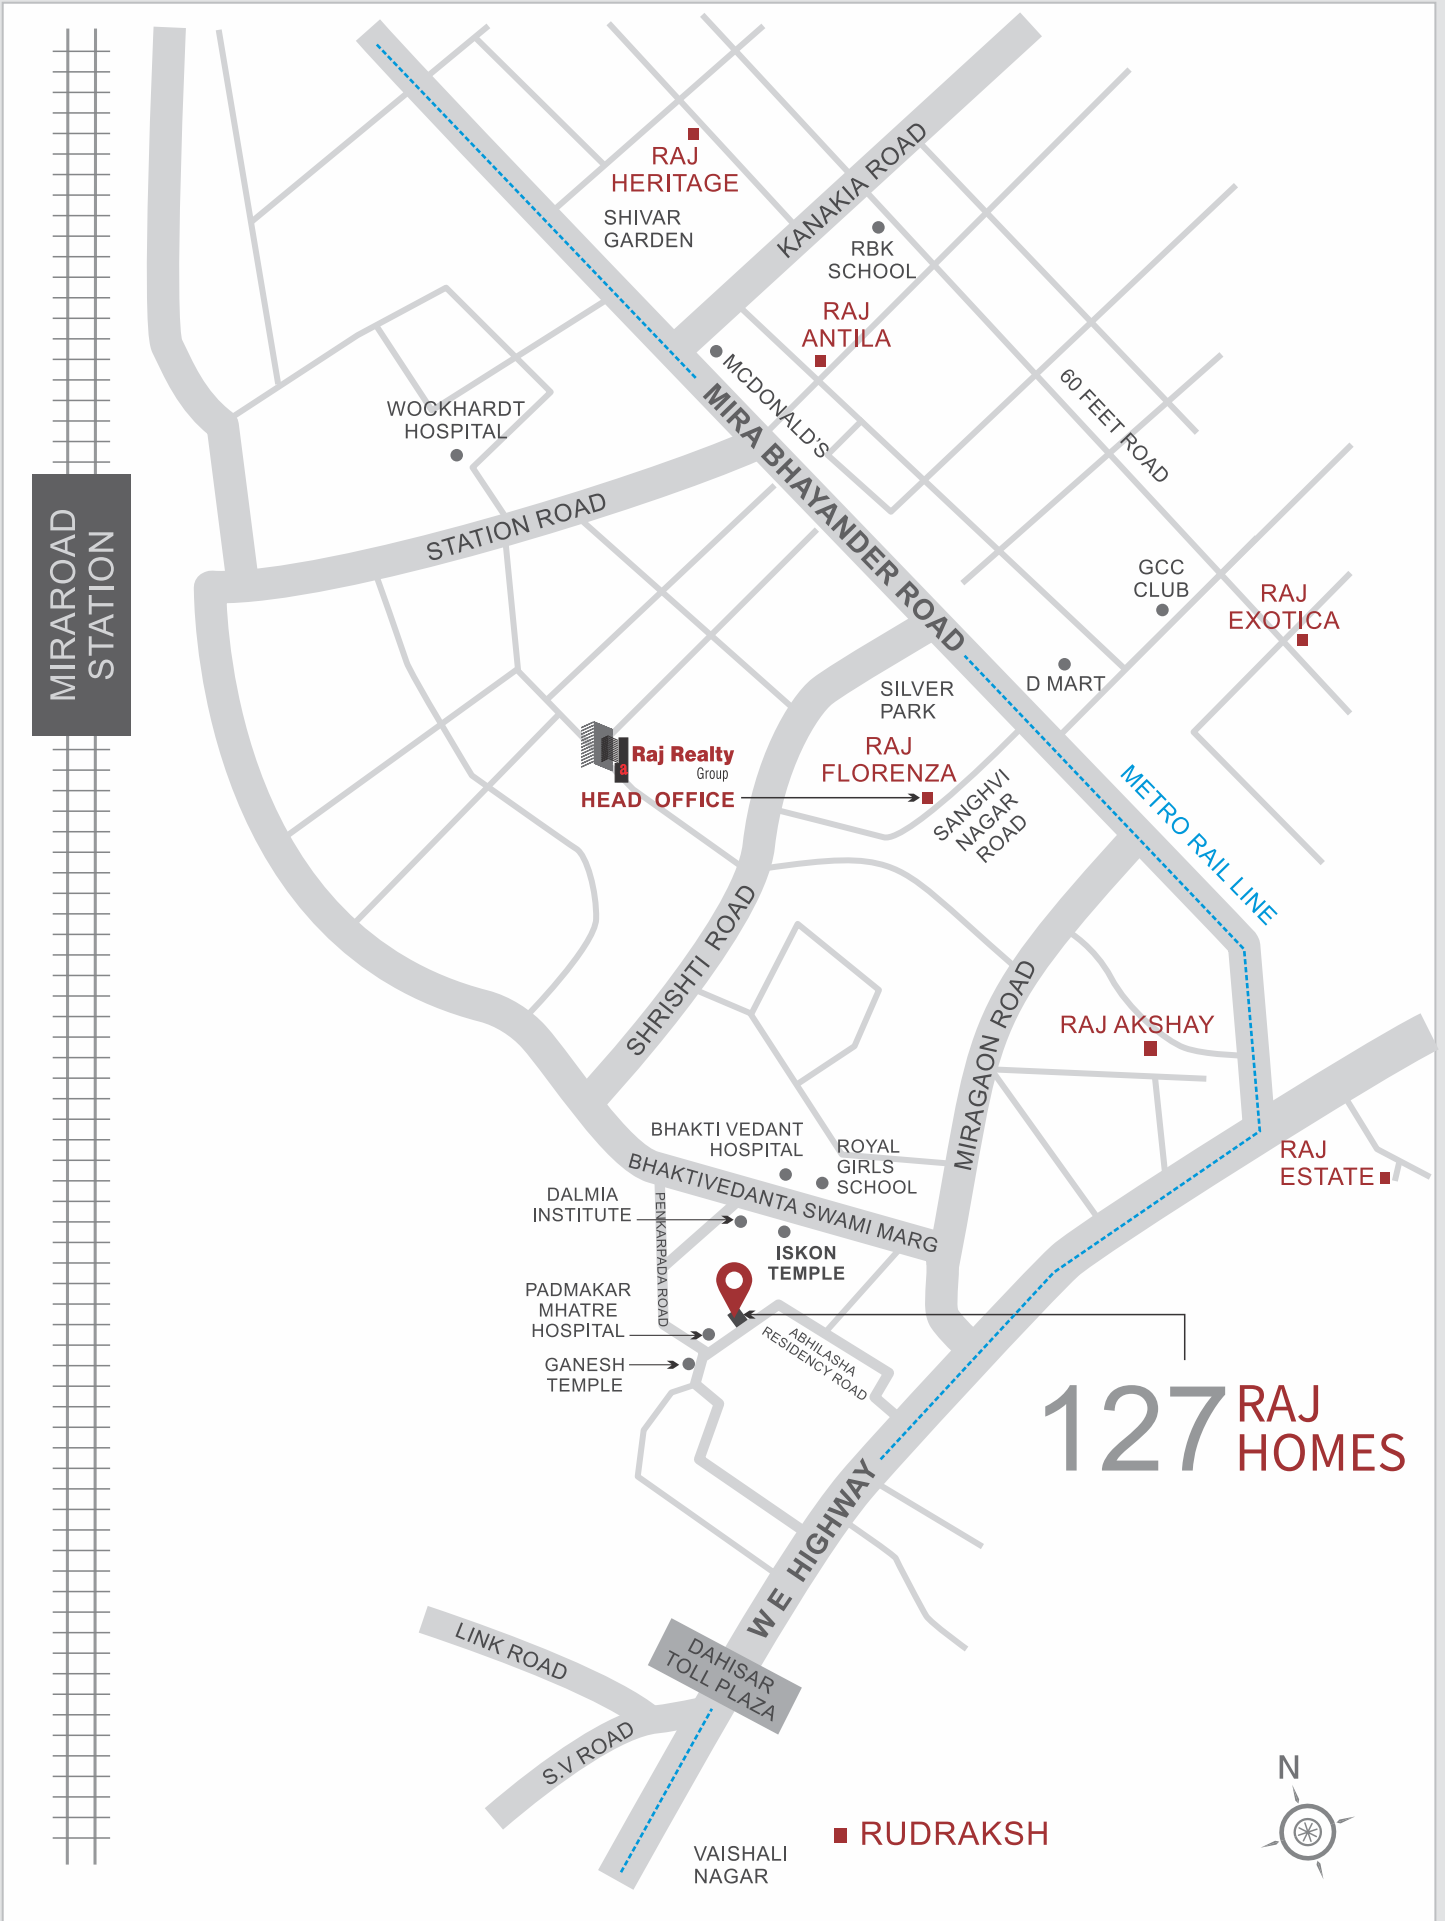 RAJ
HERITAGE
SHIVAR
GARDEN
KANAKIA ROAD
RBK
SCHOOL
RAJ
ANTILA
MCDONALD'S
WOCKHARDT
HOSPITAL
60 FEET ROAD
MIRA BHAYANDER ROAD
STATION ROAD
MIRAROAD
STATION
GCC
CLUB
RAJ
EXOTICA
D MART
SILVER
PARK
RAJ
FLORENZA
a
Raj Realty
Group
HEAD OFFICE
SANGHVI
NAGAR
ROAD
METRO RAIL LINE
SHRISHTI ROAD
MIRAGAON ROAD
RAJ AKSHAY
BHAKTI VEDANT
HOSPITAL
ROYAL
GIRLS
SCHOOL
RAJ
ESTATE
BHAKTIVEDANTA SWAMI MARG
DALMIA
INSTITUTE
PENKARPADA ROAD
ISKON
TEMPLE
PADMAKAR
MHATRE
HOSPITAL
GANESH
TEMPLE
ABHILASHA
RESIDENCY ROAD
127 RAJ
HOMES
W E HIGHWAY
LINK ROAD
DAHISAR
TOLL PLAZA
S.V ROAD
N
RUDRAKSH
VAISHALI
NAGAR